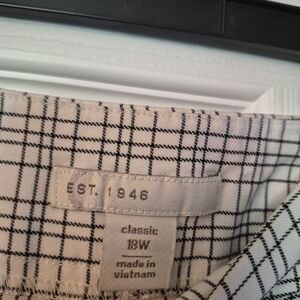 EST. 1946
classic
18W
made in
vietnam